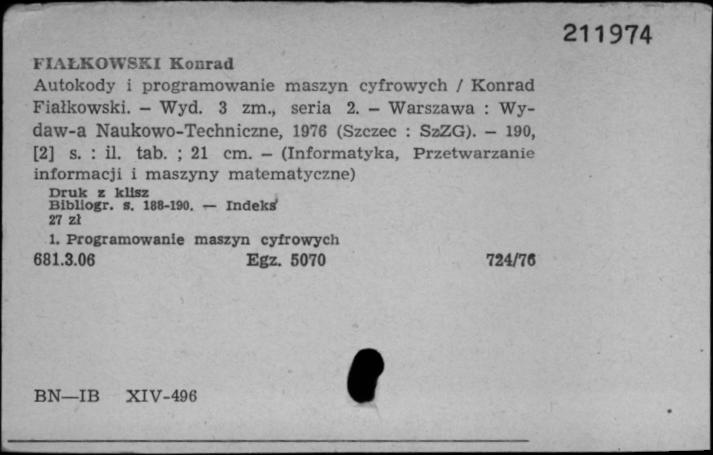 211974
FIAŁKOWSKI Konrad
Autokody i programowanie maszyn cyfrowych / Konrad
Fiałkowski. — Wyd. 3 zm., seria 2. — Warszawa : Wy-
daw-a Naukowo-Techniczne, 1976 (Szczec : SzZG). — 190,
[2] s. : il. tab. ; 21 cm. — (Informatyka, Przetwarzanie
informacji i maszyny matematyczne)
Druk z klisz
Bibliogr. s. 188-190. — Indeks
27 zł
1. Programowanie maszyn cyfrowych
681.3.06 Egz. 5070 724/76
BN—IB XIV-496